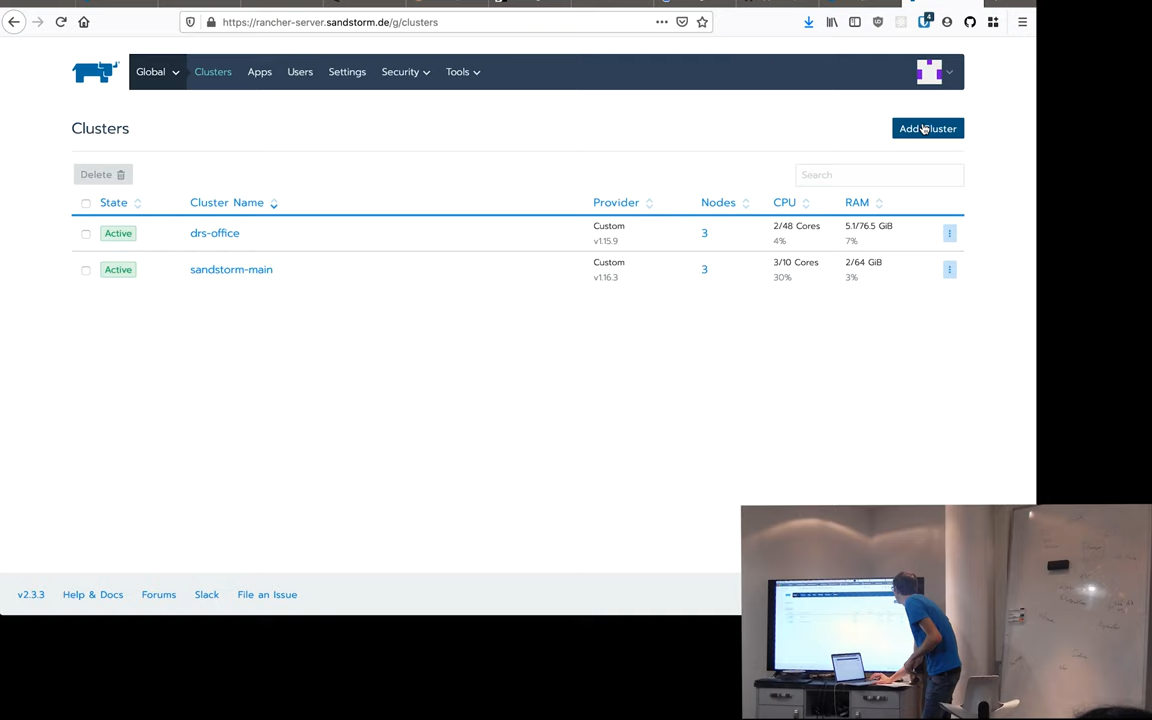 https://rancher-server.sandstorm.de/g/clusters
4
Global Clusters Apps Users Settings Security Tools
Clusters
Add Cluster
Delete
Search
State Cluster Name Provider Nodes CPU RAM
Active drs-office Custom 3 2/48 Cores 5.1/76.5 GiB
v1.15.9 4% 7%
Active sandstorm-main Custom 3 3/10 Cores 2/64 GiB
v1.16.3 30% 3%
v2.3.3 Help & Docs Forums Slack File an Issue